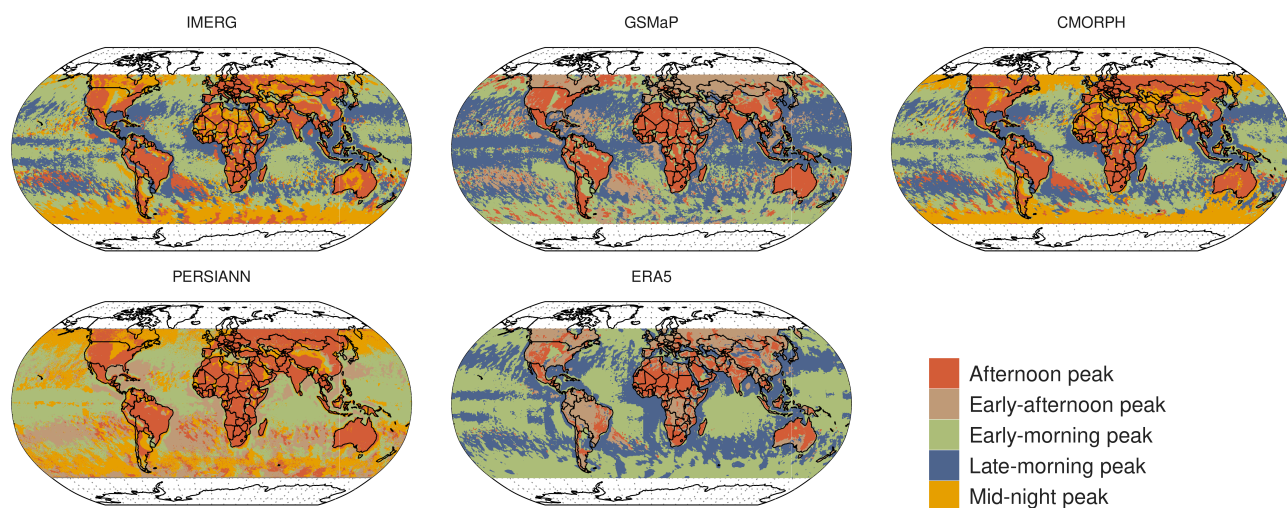 IMERG
GSMaP
CMORPH
PERSIANN
ERA5
Afternoon peak
Early-afternoon peak
Early-morning peak
Late-morning peak
Mid-night peak